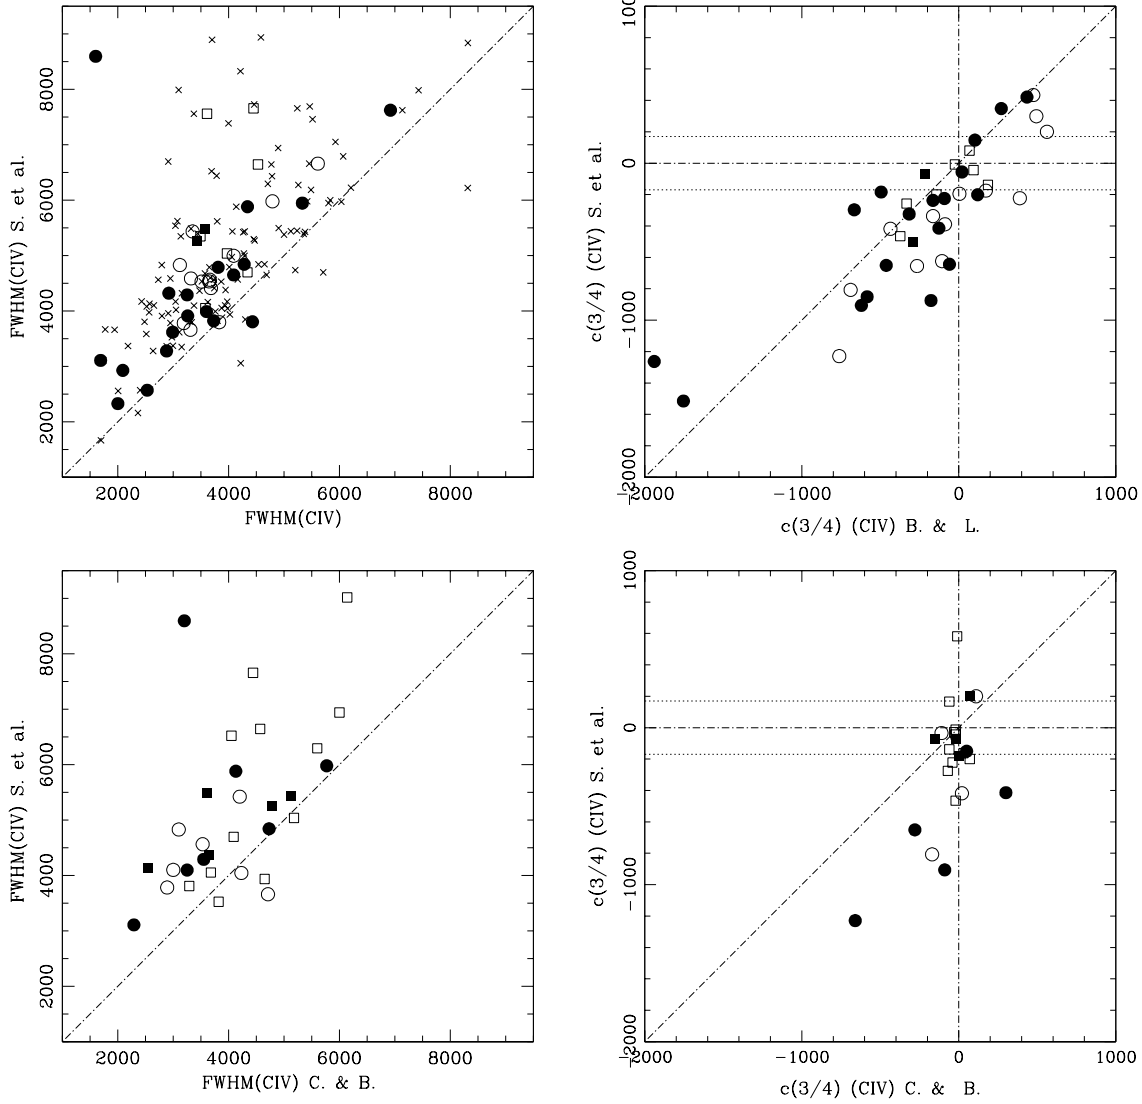 FWHM(CIV) S. et al.
8000
6000
4000
2000
2000 4000 6000 8000
FWHM(CIV)
c(3/4) (CIV) S. et al.
1000
0
-1000
-2000
-2000 -1000 0 1000
c(3/4) (CIV) B. & L.
FWHM(CIV) S. et al.
8000
6000
4000
2000
2000 4000 6000 8000
FWHM(CIV) C. & B.
c(3/4) (CIV) S. et al.
1000
0
-1000
-2000
-2000 -1000 0 1000
c(3/4) (CIV) C. & B.